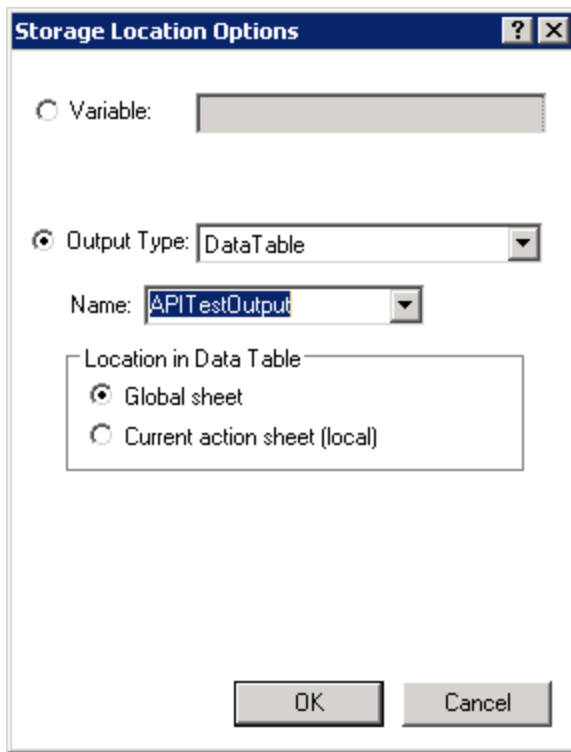 Storage Location Options
Variable:
Output Type: DataTable
Name: APITestOutput
Location in Data Table
Global sheet
Current action sheet (local)
OK Cancel